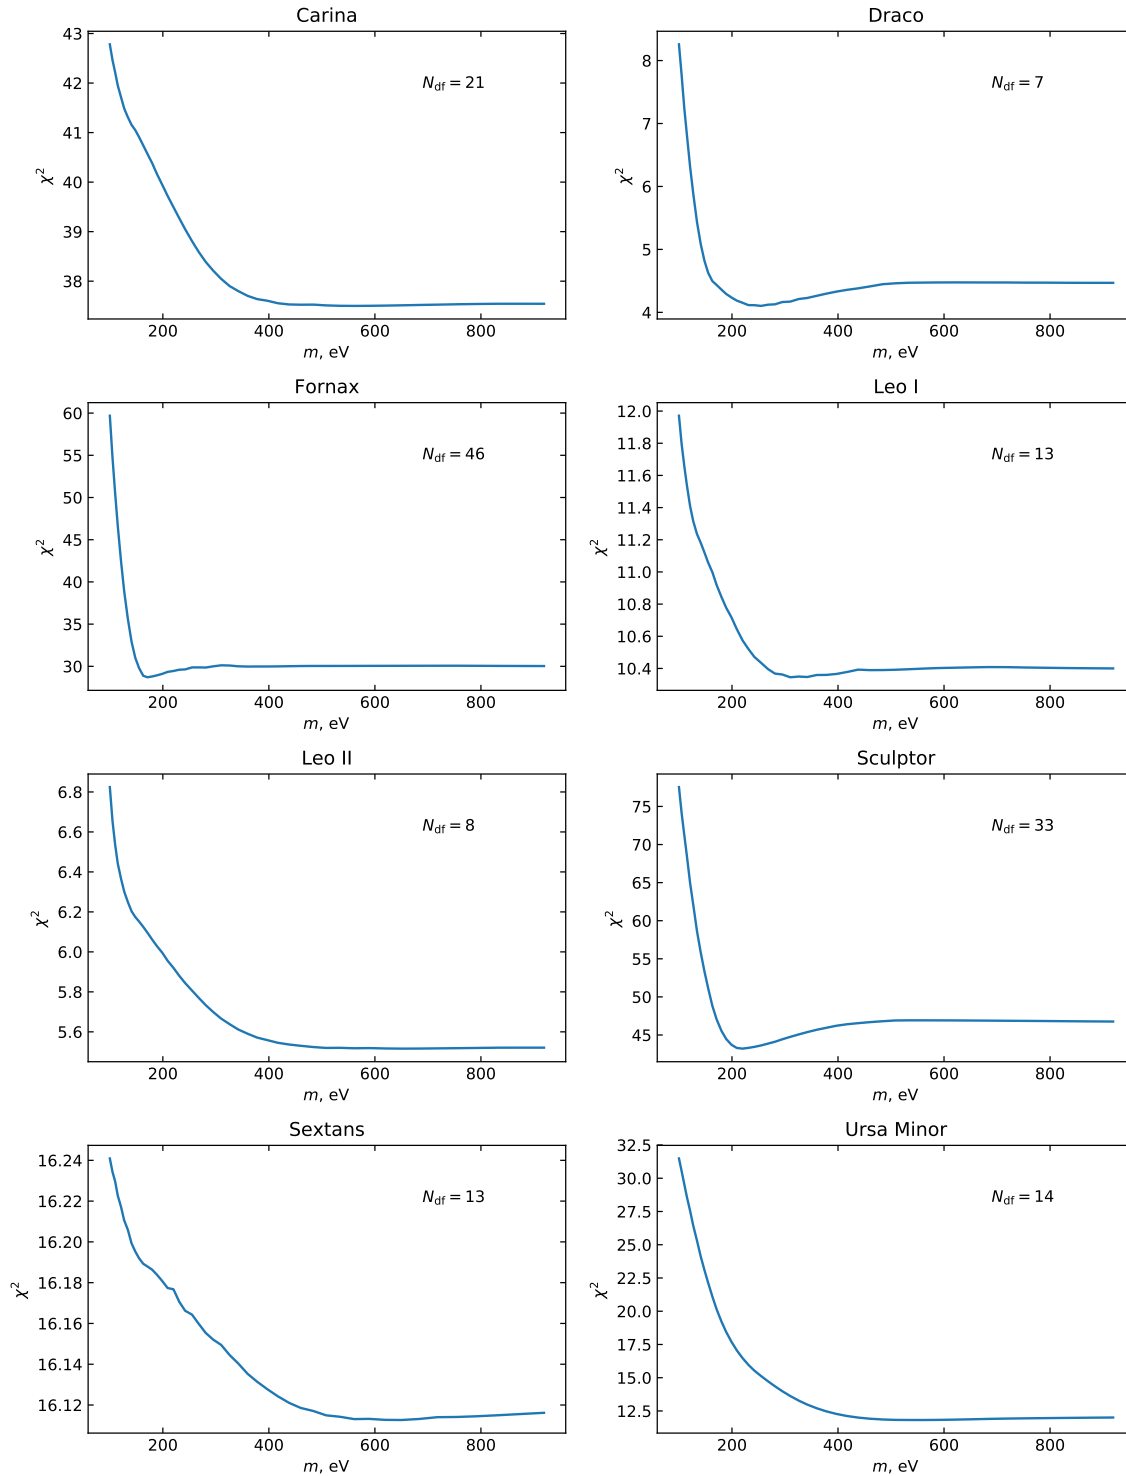 Carina
43
42
41
40
39
38
χ²
N_df = 21
200 400 600 800
m, eV
Draco
8
7
6
5
4
χ²
N_df = 7
200 400 600 800
m, eV
Fornax
60
55
50
45
40
35
30
χ²
N_df = 46
200 400 600 800
m, eV
Leo I
12.0
11.8
11.6
11.4
11.2
11.0
10.8
10.6
10.4
χ²
N_df = 13
200 400 600 800
m, eV
Leo II
6.8
6.6
6.4
6.2
6.0
5.8
5.6
χ²
N_df = 8
200 400 600 800
m, eV
Sculptor
75
70
65
60
55
50
45
χ²
N_df = 33
200 400 600 800
m, eV
Sextans
16.24
16.22
16.20
16.18
16.16
16.14
16.12
χ²
N_df = 13
200 400 600 800
m, eV
Ursa Minor
32.5
30.0
27.5
25.0
22.5
20.0
17.5
15.0
12.5
χ²
N_df = 14
200 400 600 800
m, eV